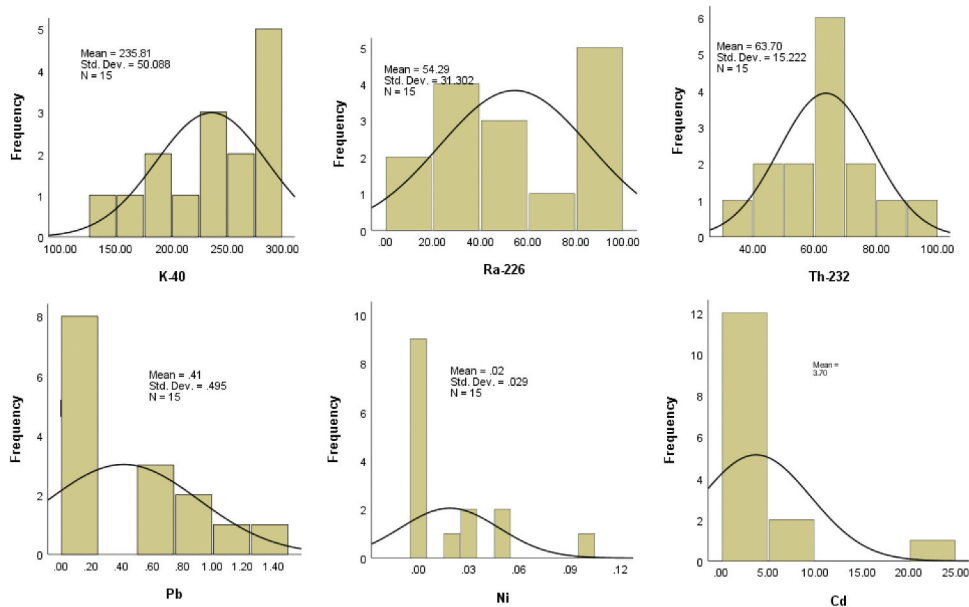 5
4
3
2
1
0
Frequency
Mean = 235.81
Std. Dev. = 50.088
N = 15
100.00 150.00 200.00 250.00 300.00
K-40
5
4
3
2
1
0
Frequency
Mean = 54.29
Std. Dev. = 31.302
N = 15
.00 20.00 40.00 60.00 80.00 100.00
Ra-226
6
5
4
3
2
1
0
Frequency
Mean = 63.70
Std. Dev. = 15.222
N = 15
40.00 60.00 80.00 100.00
Th-232
8
6
4
2
0
Frequency
Mean = .41
Std. Dev. = .495
N = 15
.00 .20 .40 .60 .80 1.00 1.20 1.40
Pb
10
8
6
4
2
0
Frequency
Mean = .02
Std. Dev. = .029
N = 15
.00 .03 .06 .09 .12
Ni
12
10
8
6
4
2
0
Frequency
Mean =
3.70
.00 5.00 10.00 15.00 20.00 25.00
Cd